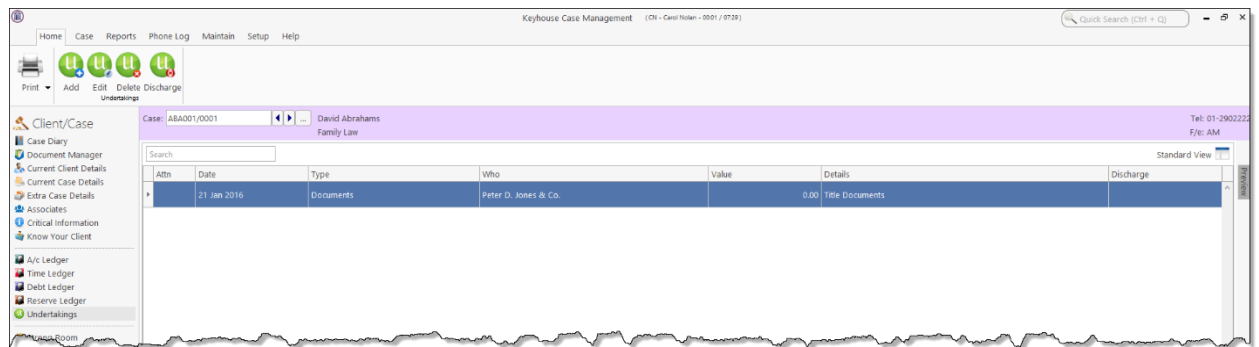 Keyhouse Case Management (CN - Carol Nolan - 0001 / 0729)
Quick Search (Ctrl + Q)
Home Case Reports Phone Log Maintain Setup Help
Print Add Edit Delete Discharge
Undertakings
Client/Case
Case Diary
Document Manager
Current Client Details
Current Case Details
Extra Case Details
Associates
Critical Information
Know Your Client
A/c Ledger
Time Ledger
Debt Ledger
Reserve Ledger
Undertakings
Room
Case: ABA001/0001 ... David Abrahams
Family Law
Tel: 01-2902222
F/e: AM
Search
Standard View
Attn Date Type Who Value Details Discharge
21 Jan 2016 Documents Peter D. Jones & Co. 0.00 Title Documents
Preview